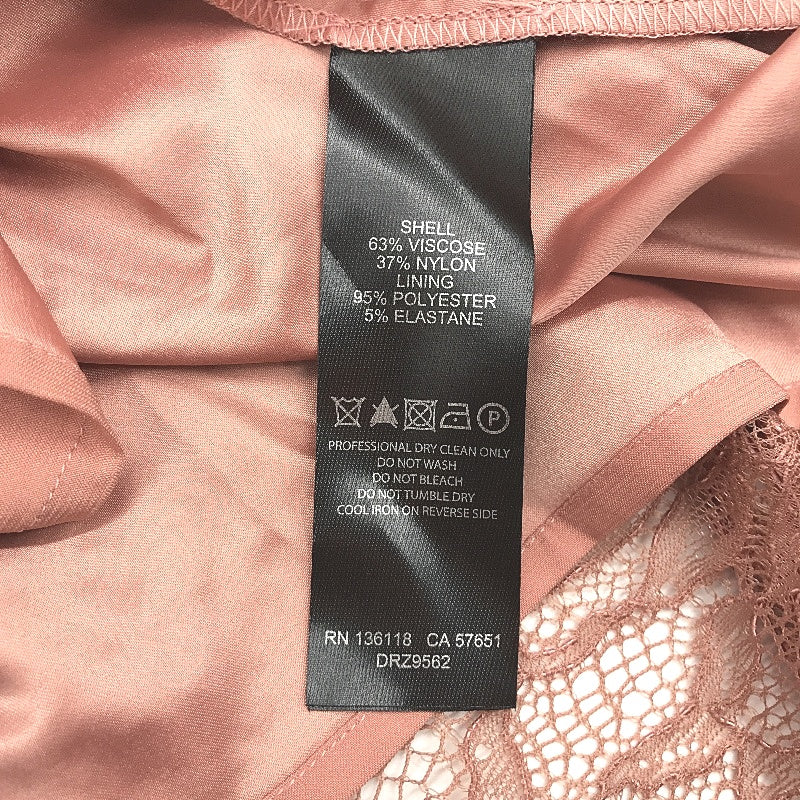 SHELL
63% VISCOSE
37% NYLON
LINING
95% POLYESTER
5% ELASTANE
P
PROFESSIONAL DRY CLEAN ONLY
DO NOT WASH
DO NOT BLEACH
DO NOT TUMBLE DRY
COOL IRON ON REVERSE SIDE
RN 136118 CA 57651
DRZ9562